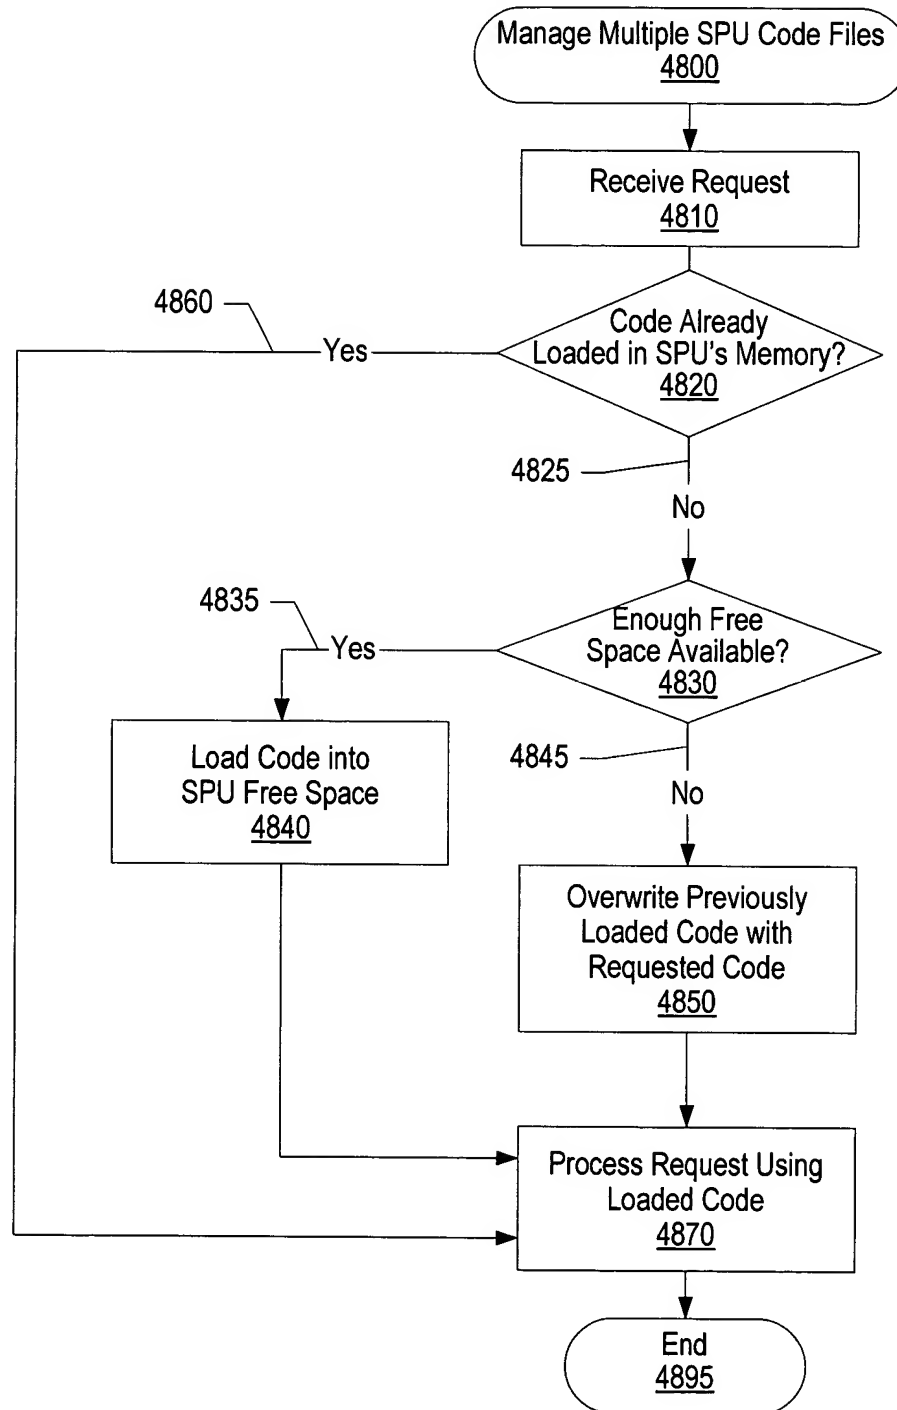 Manage Multiple SPU Code Files
4800
Receive Request
4810
4860
Yes
Code Already
Loaded in SPU's Memory?
4820
4825
No
4835
Yes
Enough Free
Space Available?
4830
Load Code into
SPU Free Space
4840
4845
No
Overwrite Previously
Loaded Code with
Requested Code
4850
Process Request Using
Loaded Code
4870
End
4895